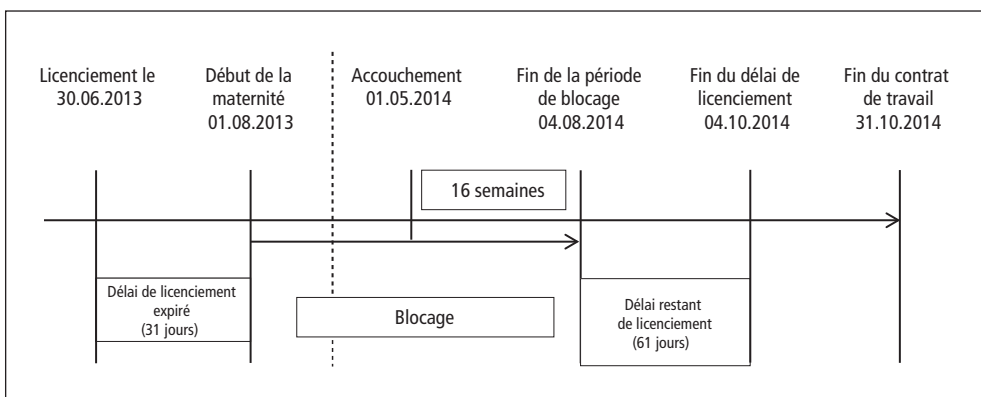 Licenciement le
30.06.2013
Début de la
maternité
01.08.2013
Accouchement
01.05.2014
Fin de la période
de blocage
04.08.2014
Fin du délai de
licenciement
04.10.2014
Fin du contrat
de travail
31.10.2014
16 semaines
Délai de licenciement
expiré
(31 jours)
Blocage
Délai restant
de licenciement
(61 jours)